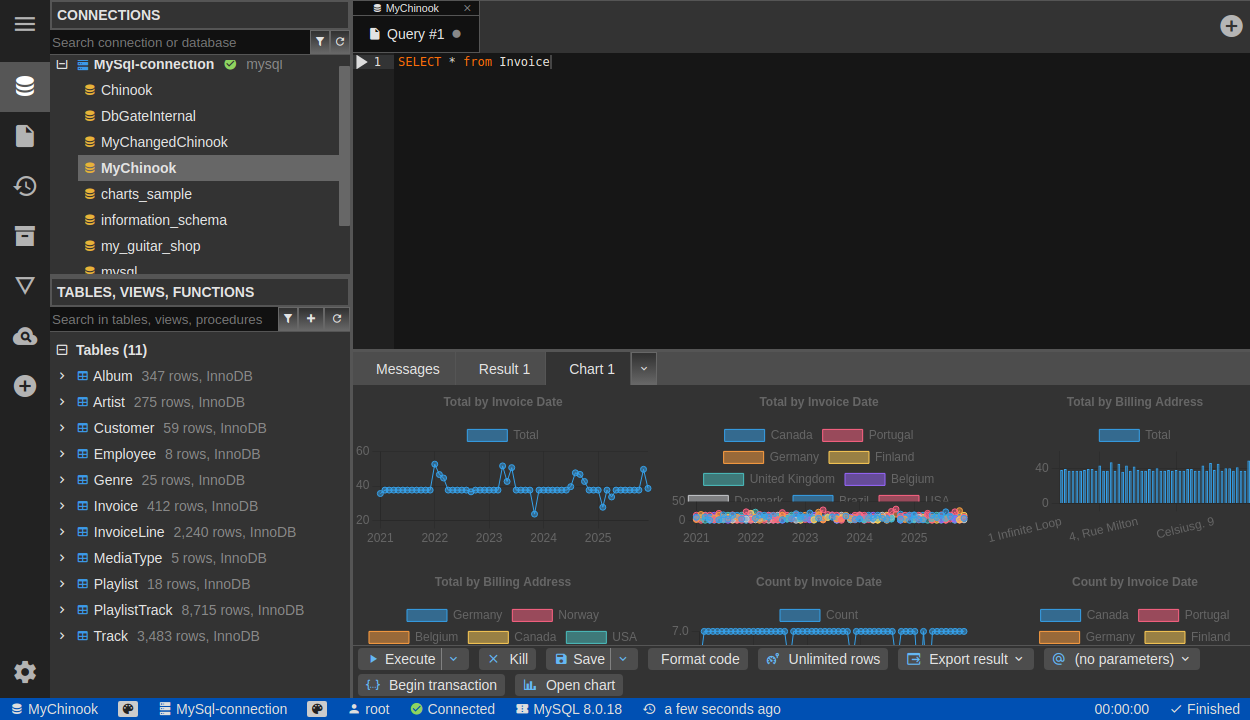 CONNECTIONS
Search connection or database
MySql-connection mysql
Chinook
DbGateInternal
MyChangedChinook
MyChinook
charts_sample
information_schema
my_guitar_shop
mysql
TABLES, VIEWS, FUNCTIONS
Search in tables, views, procedures
Tables (11)
Album 347 rows, InnoDB
Artist 275 rows, InnoDB
Customer 59 rows, InnoDB
Employee 8 rows, InnoDB
Genre 25 rows, InnoDB
Invoice 412 rows, InnoDB
InvoiceLine 2,240 rows, InnoDB
MediaType 5 rows, InnoDB
Playlist 18 rows, InnoDB
PlaylistTrack 8,715 rows, InnoDB
Track 3,483 rows, InnoDB
MyChinook
Query #1
1 SELECT * from Invoice
Messages Result 1 Chart 1
Total by Invoice Date
Total
60
40
20
2021 2022 2023 2024 2025
Total by Invoice Date
Canada Portugal
Germany Finland
United Kingdom Belgium
Denmark Brazil USA
50
0
2021 2022 2023 2024 2025
Total by Billing Address
Total
40
0
1 Infinite Loop 4, Rue Milton Celsiusg. 9
Total by Billing Address
Germany Norway
Belgium Canada USA
Count by Invoice Date
Count
7.0
Count by Invoice Date
Canada Portugal
Germany Finland
Execute Kill Save Format code Unlimited rows Export result (no parameters)
Begin transaction Open chart
MyChinook MySql-connection root Connected MySQL 8.0.18 a few seconds ago 00:00:00 Finished